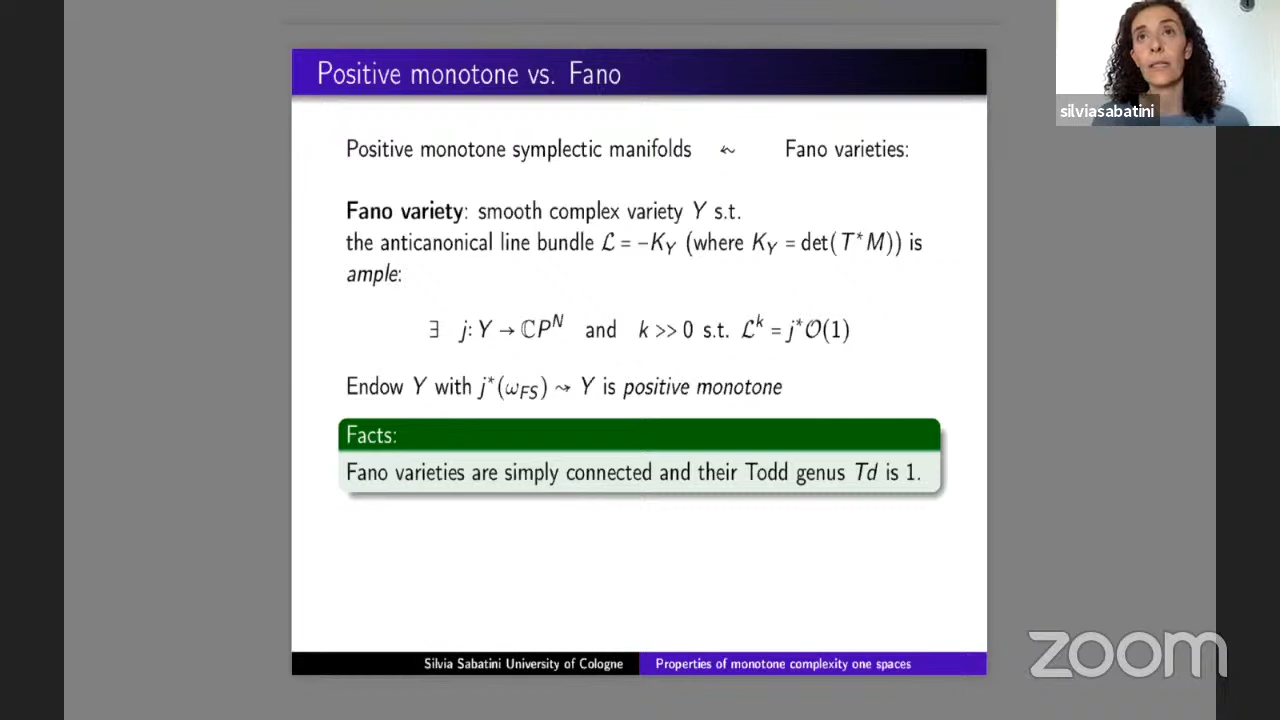 Positive monotone vs. Fano
silviasabatini
Positive monotone symplectic manifolds ↜ Fano varieties:
Fano variety: smooth complex variety Y s.t.
the anticanonical line bundle ℒ = −K_Y (where K_Y = det(T*M)) is
ample:
∃ j: Y → ℂP^N and k >> 0 s.t. ℒ^k = j*𝒪(1)
Endow Y with j*(ω_FS) ⇝ Y is positive monotone
Facts:
Fano varieties are simply connected and their Todd genus Td is 1.
Silvia Sabatini University of Cologne
Properties of monotone complexity one spaces
zoom